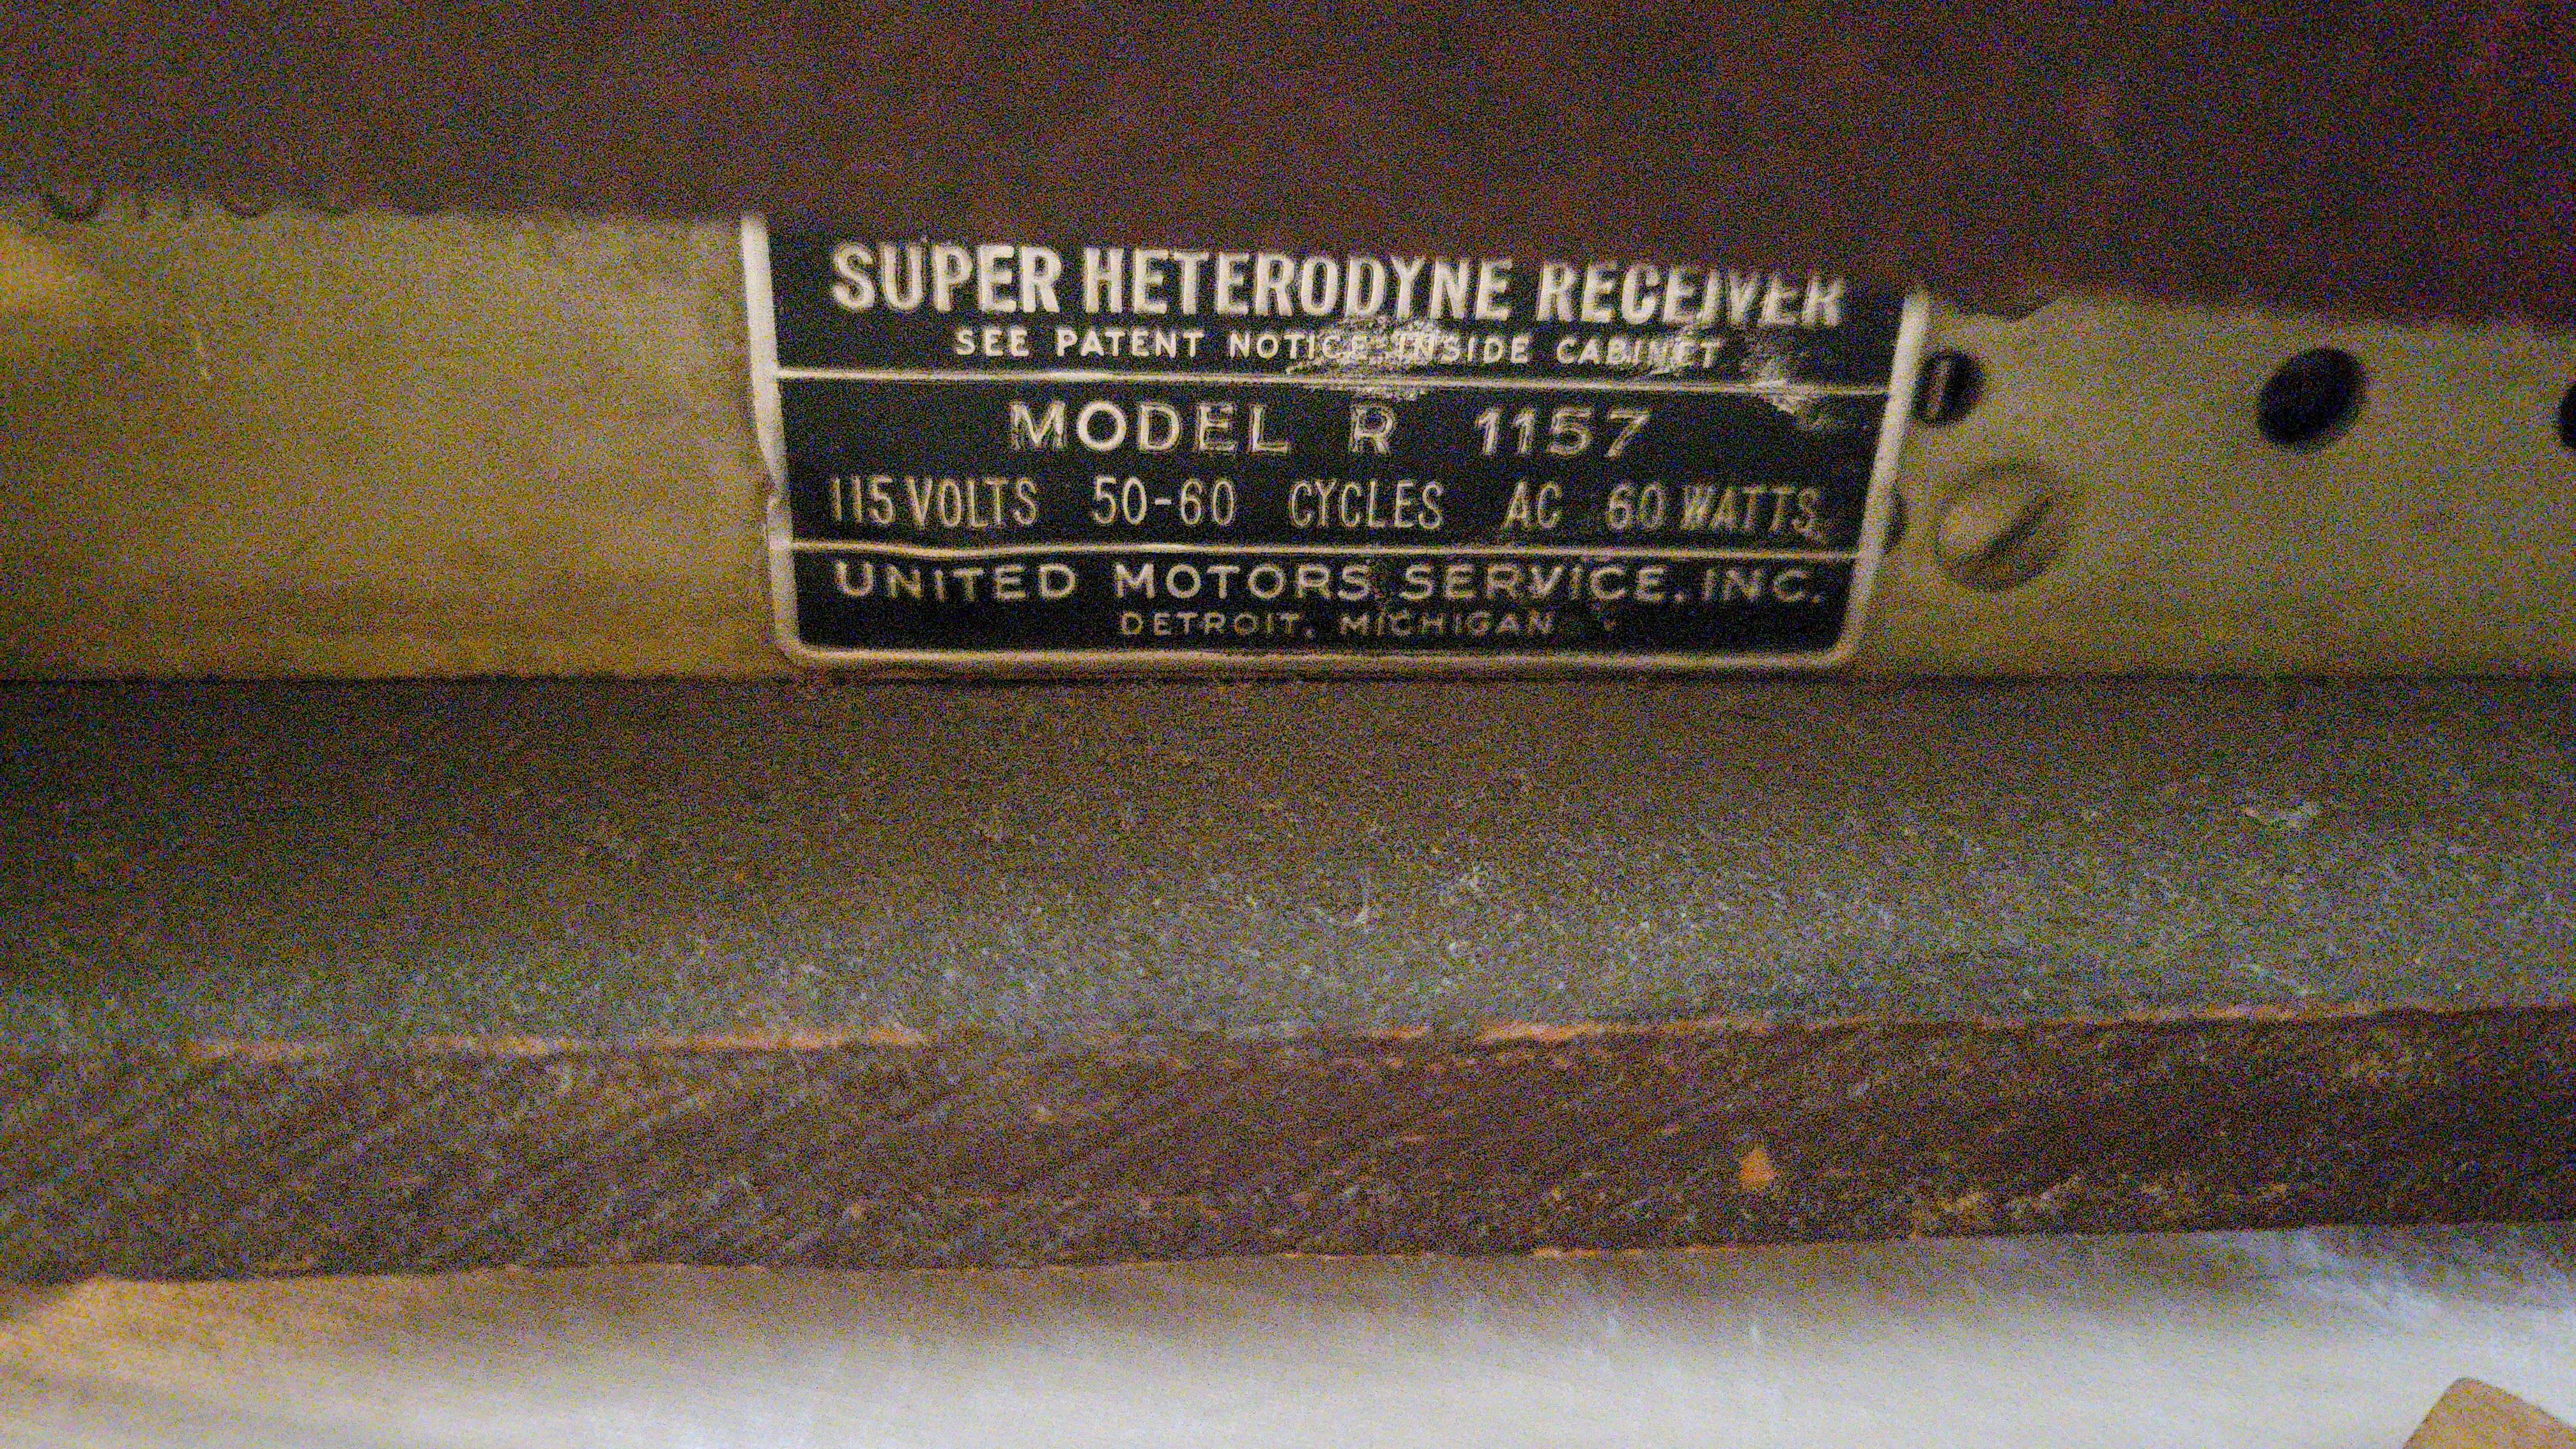 SUPER HETERODYNE RECEIVER
SEE PATENT NOTICE INSIDE CABINET
MODEL R 1157
115 VOLTS 50-60 CYCLES AC 60 WATTS
UNITED MOTORS SERVICE, INC.
DETROIT, MICHIGAN